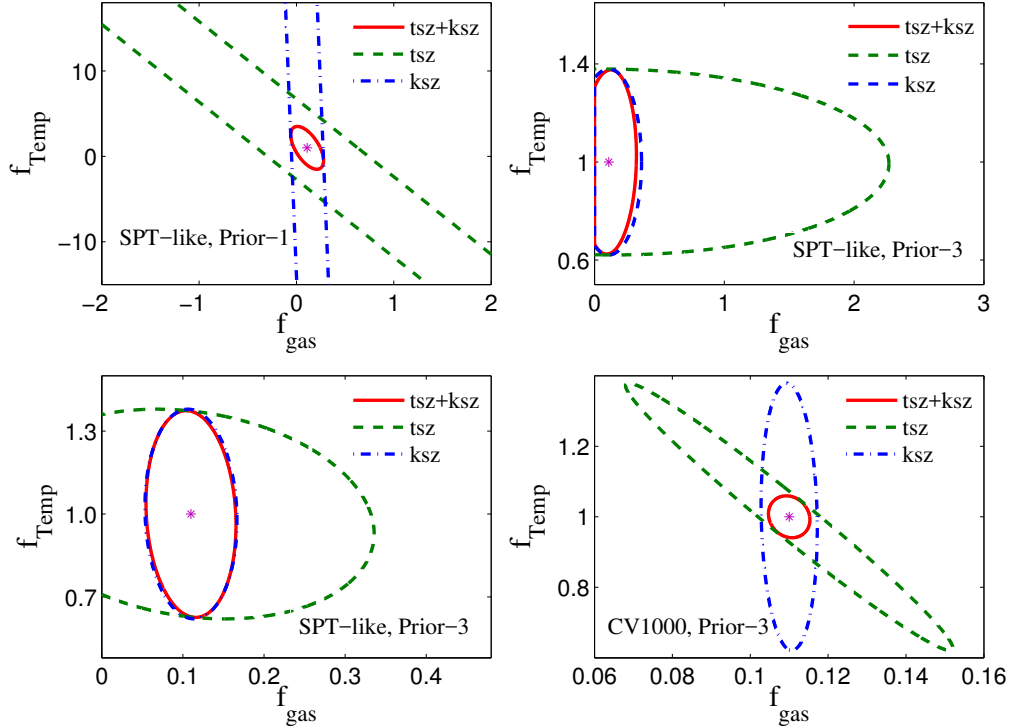 tsz+ksz
tsz
ksz
10
0
−10
f_Temp
SPT−like, Prior−1
−2
−1
0
1
2
f_gas
tsz+ksz
tsz
ksz
1.4
1
0.6
f_Temp
SPT−like, Prior−3
0
1
2
3
f_gas
tsz+ksz
tsz
ksz
1.3
1.0
0.7
f_Temp
SPT−like, Prior−3
0.1
0.2
0.3
0.4
f_gas
tsz+ksz
tsz
ksz
1.2
1
0.8
f_Temp
CV1000, Prior−3
0.06
0.08
0.10
0.12
0.14
0.16
f_gas